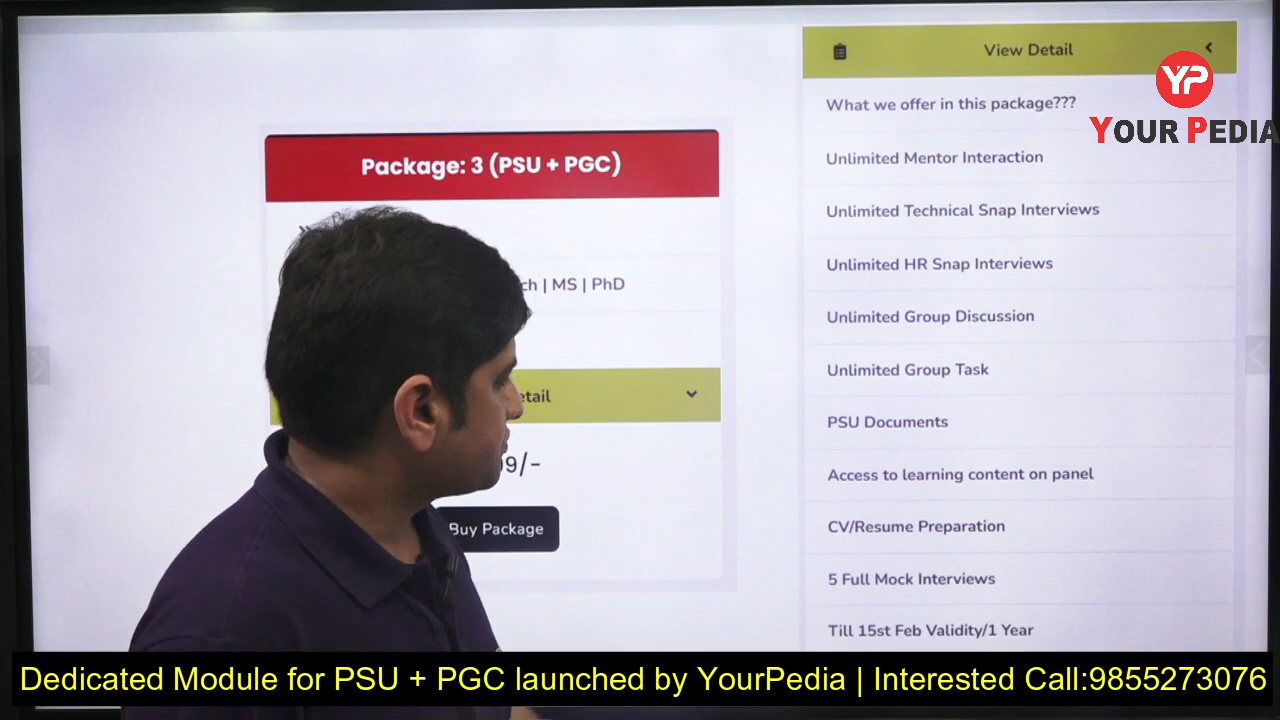 Package: 3 (PSU + PGC)
| MS | PhD
/-
Buy Package
View Detail
What we offer in this package???
Unlimited Mentor Interaction
Unlimited Technical Snap Interviews
Unlimited HR Snap Interviews
Unlimited Group Discussion
Unlimited Group Task
PSU Documents
Access to learning content on panel
CV/Resume Preparation
5 Full Mock Interviews
Till 15st Feb Validity/1 Year
YP
YOUR PEDIA
Dedicated Module for PSU + PGC launched by YourPedia | Interested Call:9855273076